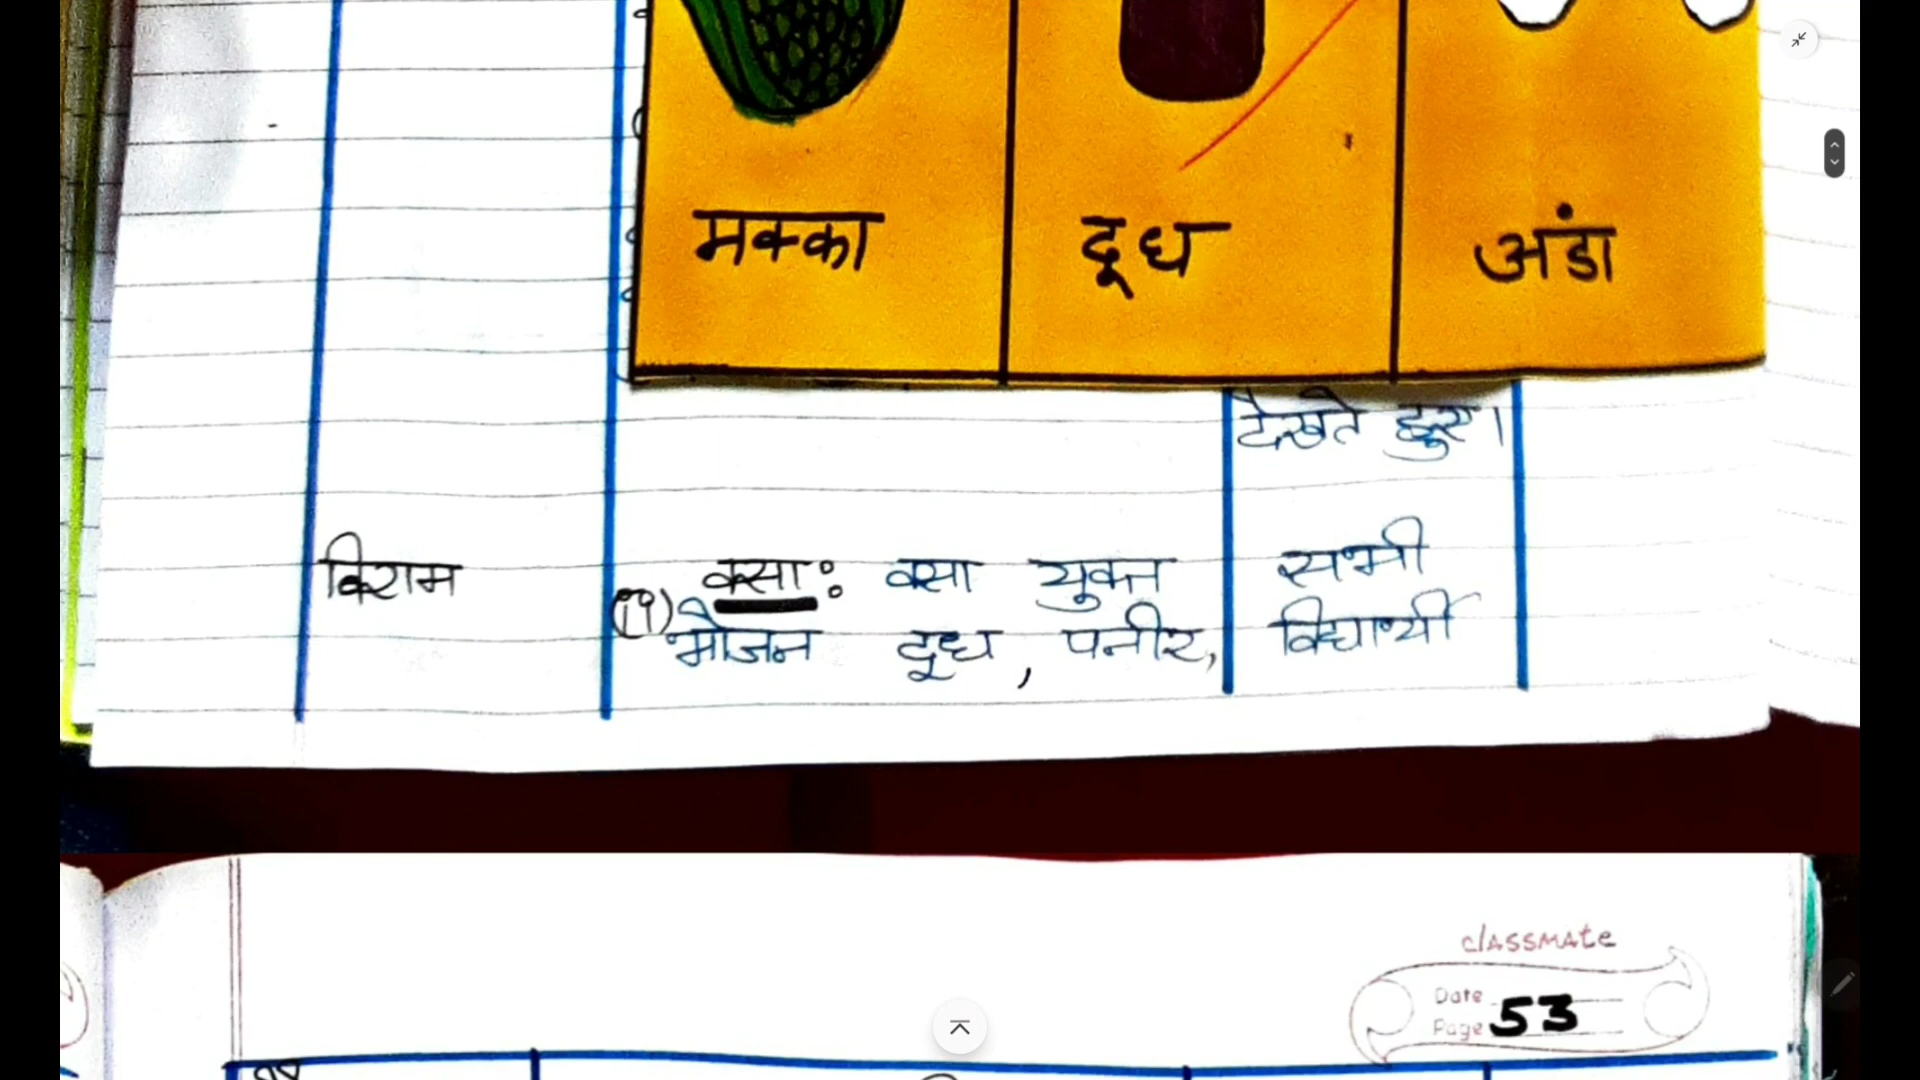 मक्का दूध अंडा
देखते हुए।
विराम वसा: वसा युक्त सभी
(ii) भोजन दूध, पनीर, विद्यार्थी
classmate
Date
Page 53